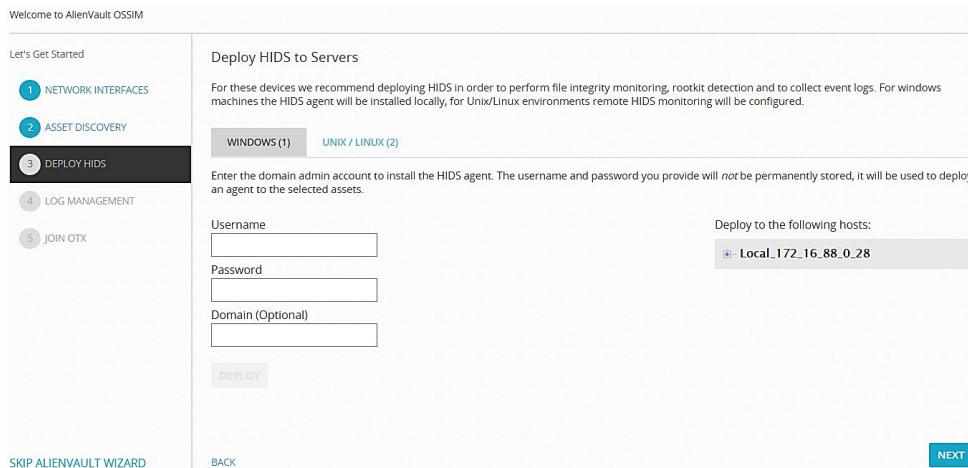 Welcome to AlienVault OSSIM
Let's Get Started
1 NETWORK INTERFACES
2 ASSET DISCOVERY
3 DEPLOY HIDS
4 LOG MANAGEMENT
5 JOIN OTX
SKIP ALIENVAULT WIZARD
Deploy HIDS to Servers
For these devices we recommend deploying HIDS in order to perform file integrity monitoring, rootkit detection and to collect event logs. For windows
machines the HIDS agent will be installed locally, for Unix/Linux environments remote HIDS monitoring will be configured.
WINDOWS (1) UNIX / LINUX (2)
Enter the domain admin account to install the HIDS agent. The username and password you provide will not be permanently stored, it will be used to deploy
an agent to the selected assets.
Username
Password
Domain (Optional)
DEPLOY
Deploy to the following hosts:
Local_172_16_88_0_28
BACK
NEXT